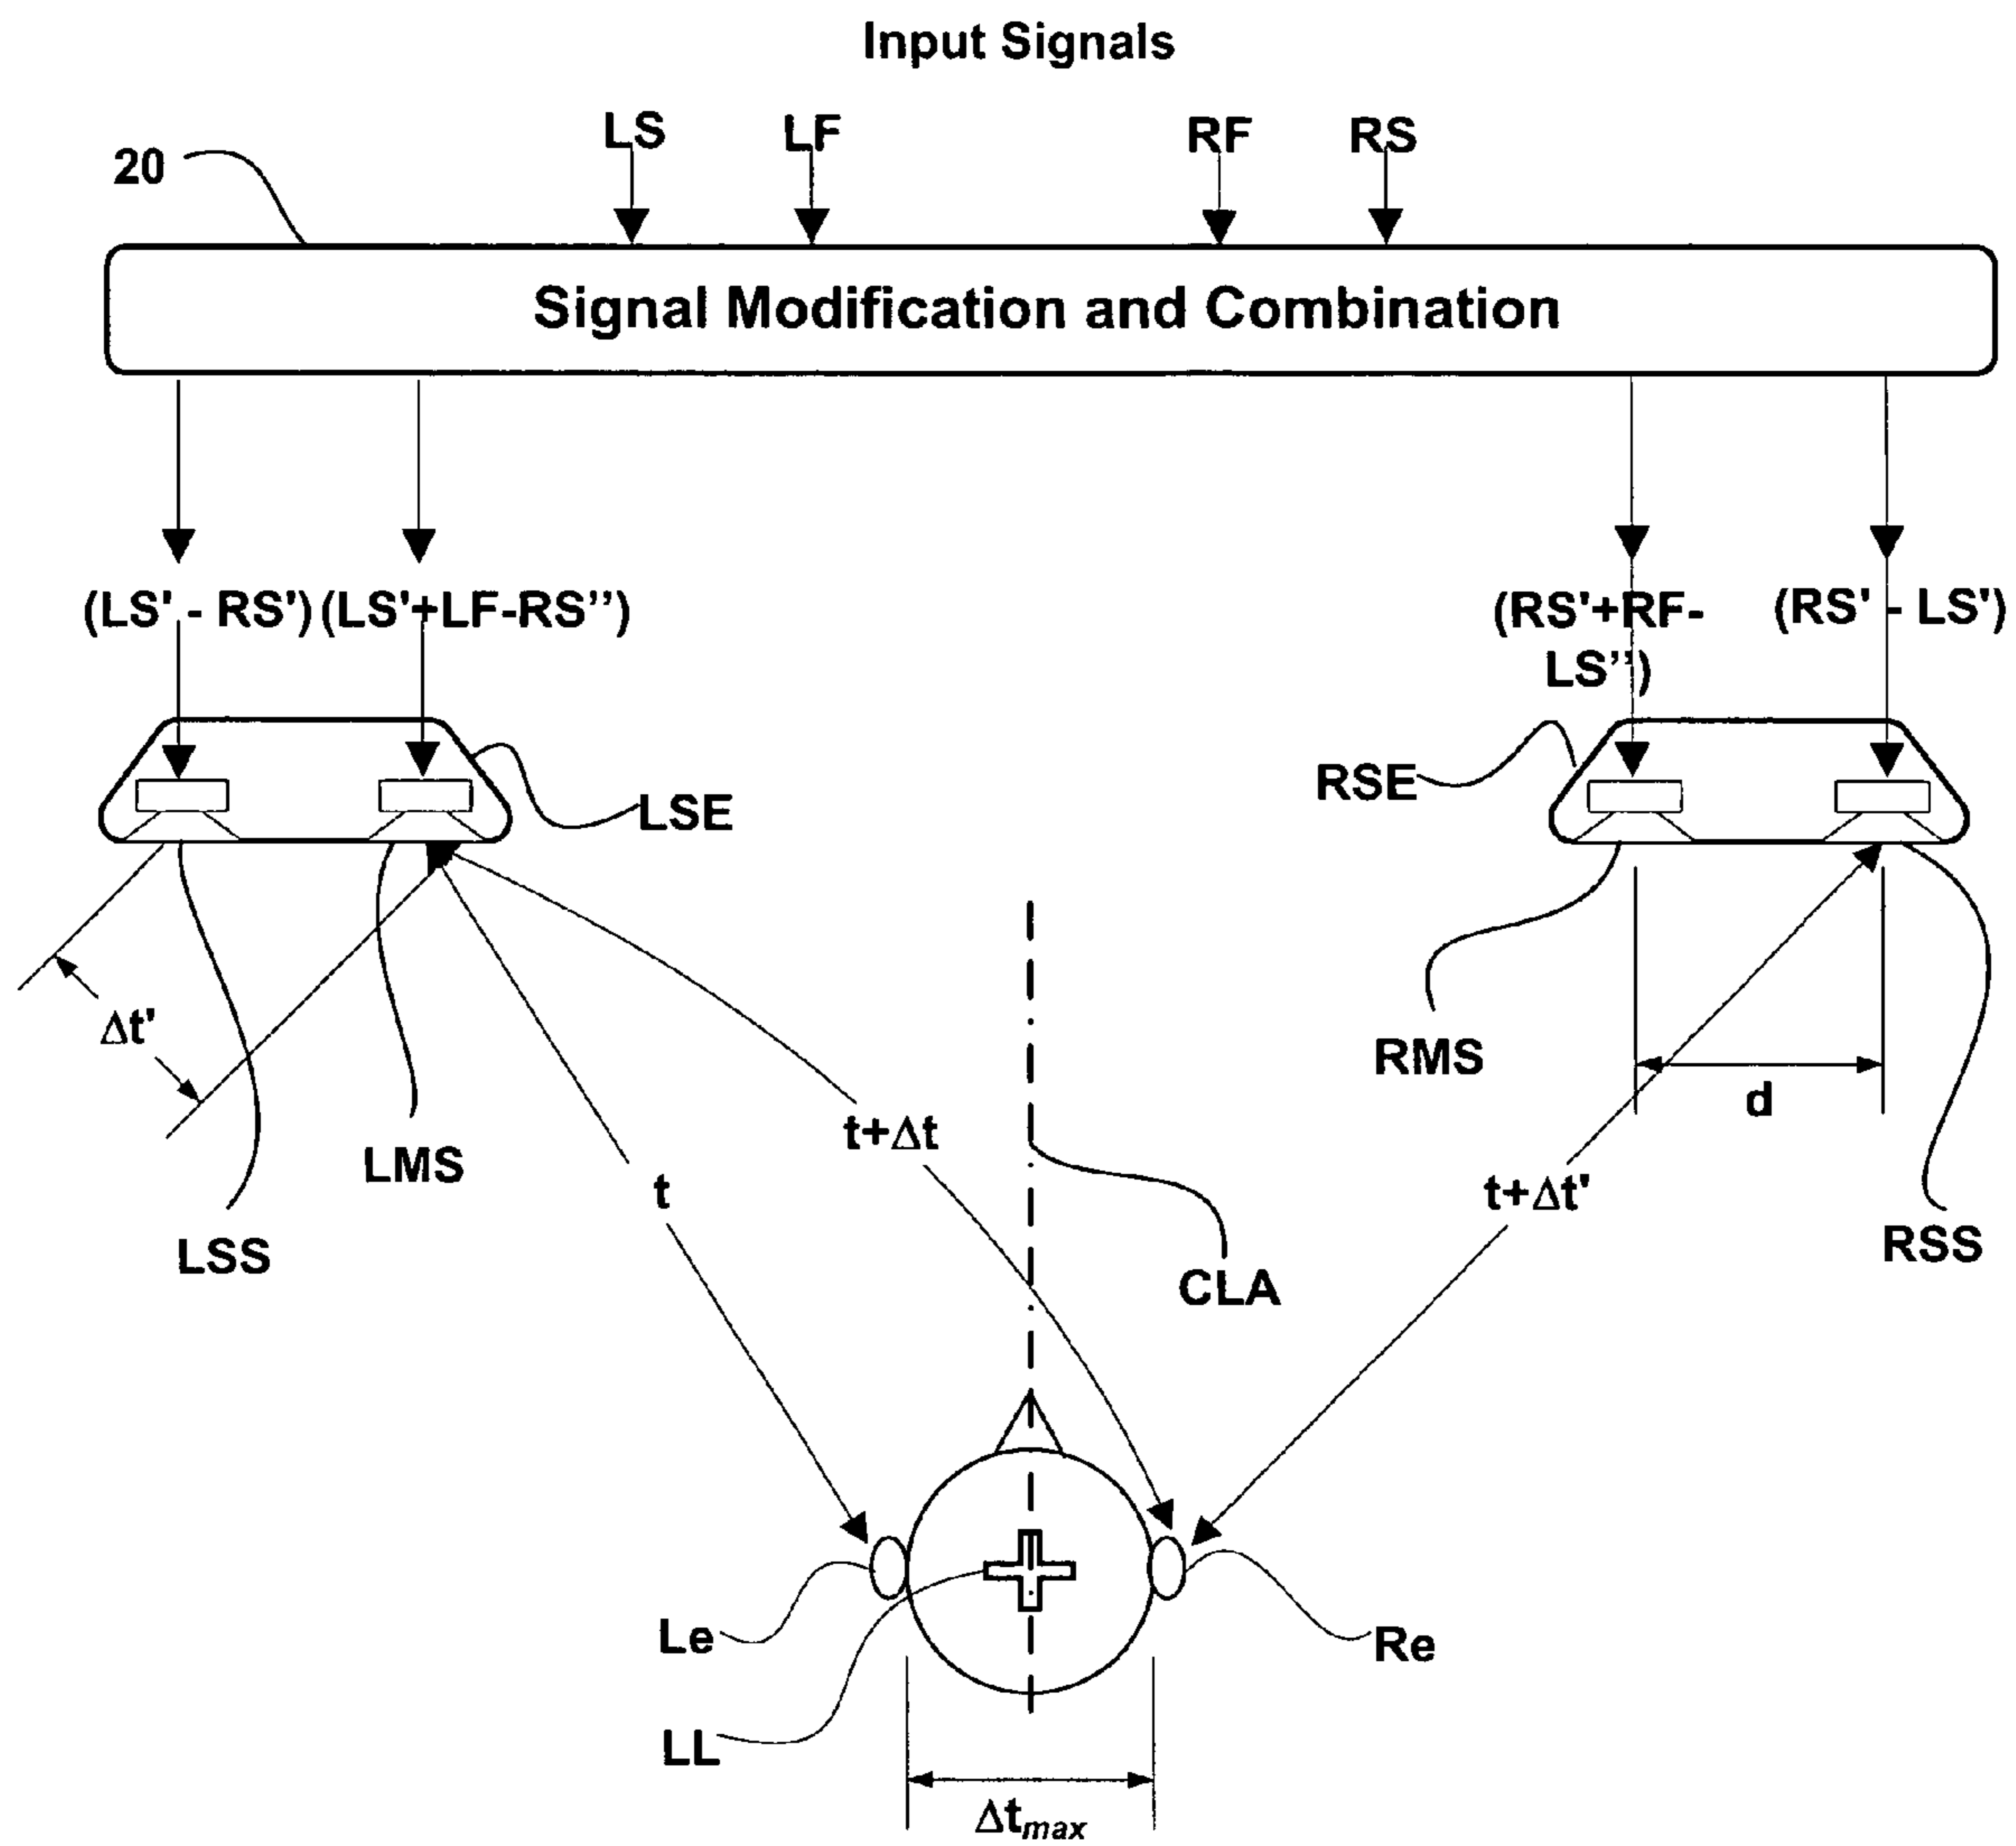 Input Signals
LS LF RF RS
20
Signal Modification and Combination
(LS' - RS') (LS'+LF-RS'') (RS'+RF- (RS' - LS')
LS'')
LSE RSE
Δt'
RMS
d
t+Δt
LMS
t
t+Δt'
LSS
RSS
CLA
Le
Re
LL
Δtmax